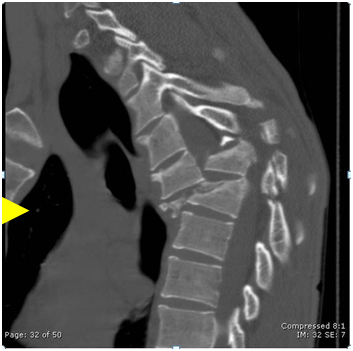 Page: 32 of 50
Compressed 8:1
IM: 32 SE: 7